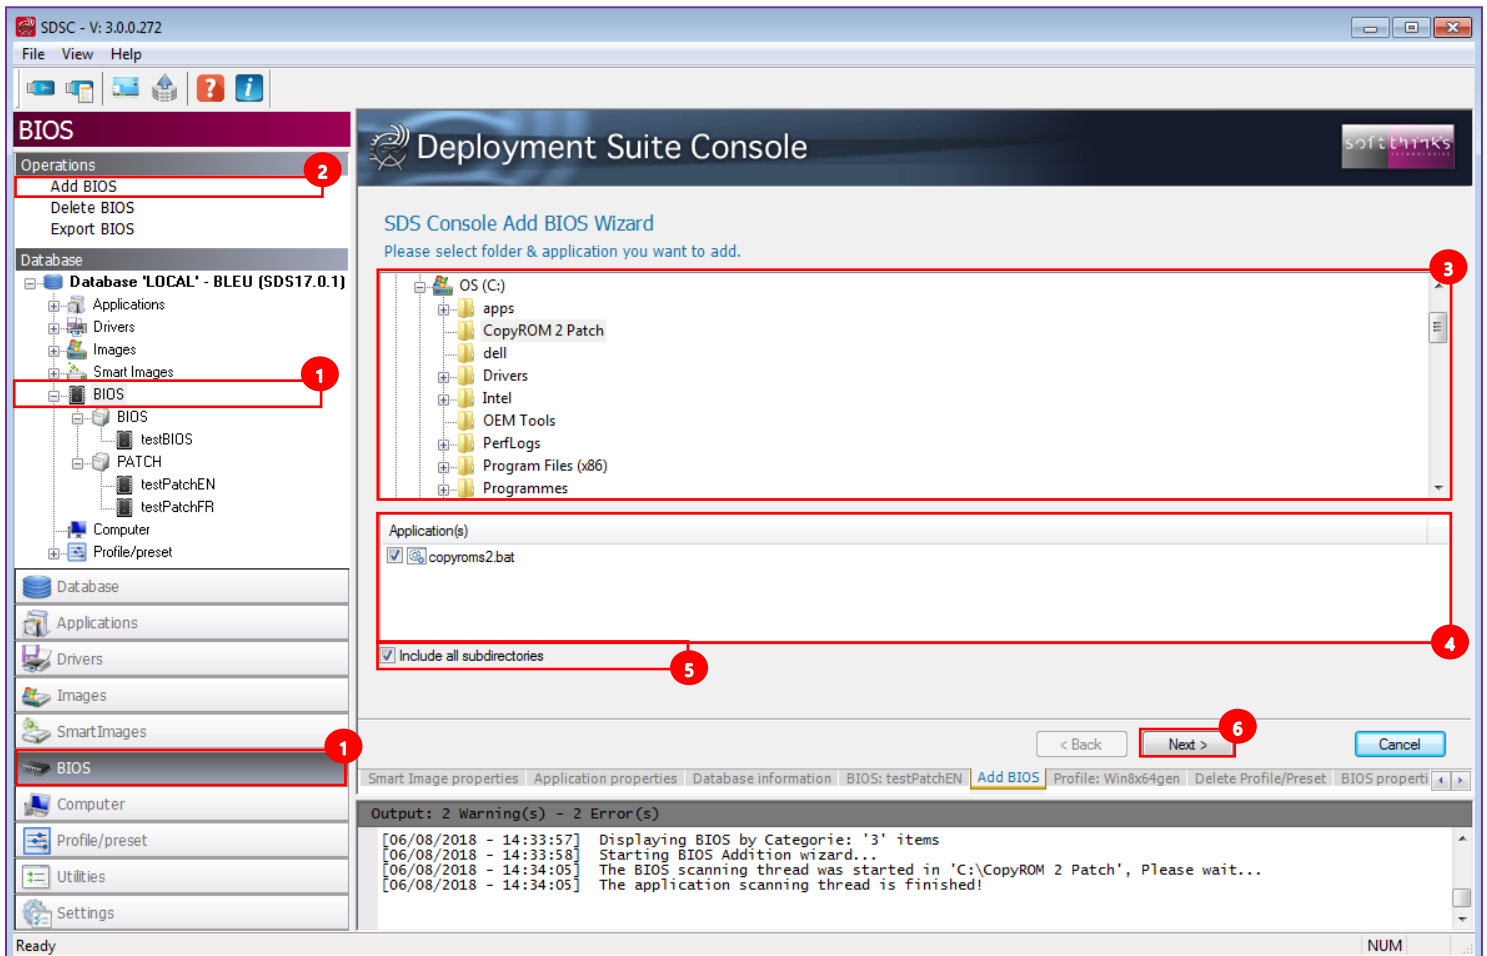 SDSC - V: 3.0.0.272
File View Help
BIOS
Operations
2
Add BIOS
Delete BIOS
Export BIOS
Database
Database 'LOCAL' - BLEU (SDS17.0.1)
Applications
Drivers
Images
Smart Images
1
BIOS
BIOS
testBIOS
PATCH
testPatchEN
testPatchFR
Computer
Profile/preset
Database
Applications
Drivers
Images
SmartImages
1
BIOS
Computer
Profile/preset
Utilities
Settings
Deployment Suite Console
softthinks
TECHNOLOGIES
SDS Console Add BIOS Wizard
Please select folder & application you want to add.
3
OS (C:)
apps
CopyROM 2 Patch
dell
Drivers
Intel
OEM Tools
PerfLogs
Program Files (x86)
Programmes
Application(s)
copyroms2.bat
4
Include all subdirectories
5
6
< Back Next > Cancel
Smart Image properties Application properties Database information BIOS: testPatchEN Add BIOS Profile: Win8x64gen Delete Profile/Preset BIOS properti
Output: 2 Warning(s) - 2 Error(s)
[06/08/2018 - 14:33:57] Displaying BIOS by Categorie: '3' items
[06/08/2018 - 14:33:58] Starting BIOS Addition wizard...
[06/08/2018 - 14:34:05] The BIOS scanning thread was started in 'C:\CopyROM 2 Patch', Please wait...
[06/08/2018 - 14:34:05] The application scanning thread is finished!
Ready NUM